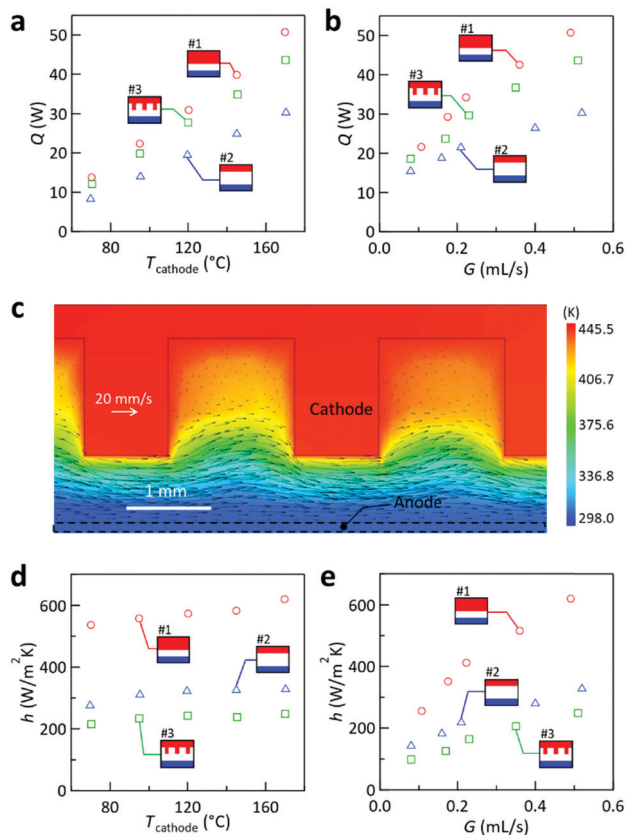 a
b
50
40
30
20
10
0
Q (W)
#1
#3
#2
80
120
160
T cathode (°C)
50
40
30
20
10
0
Q (W)
#1
#3
#2
0.0
0.2
0.4
0.6
G (mL/s)
c
20 mm/s
Cathode
1 mm
Anode
(K)
445.5
406.7
375.6
336.8
298.0
d
e
600
400
200
0
h (W/m²K)
#1
#2
#3
80
120
160
T cathode (°C)
600
400
200
0
h (W/m²K)
#1
#2
#3
0.0
0.2
0.4
0.6
G (mL/s)